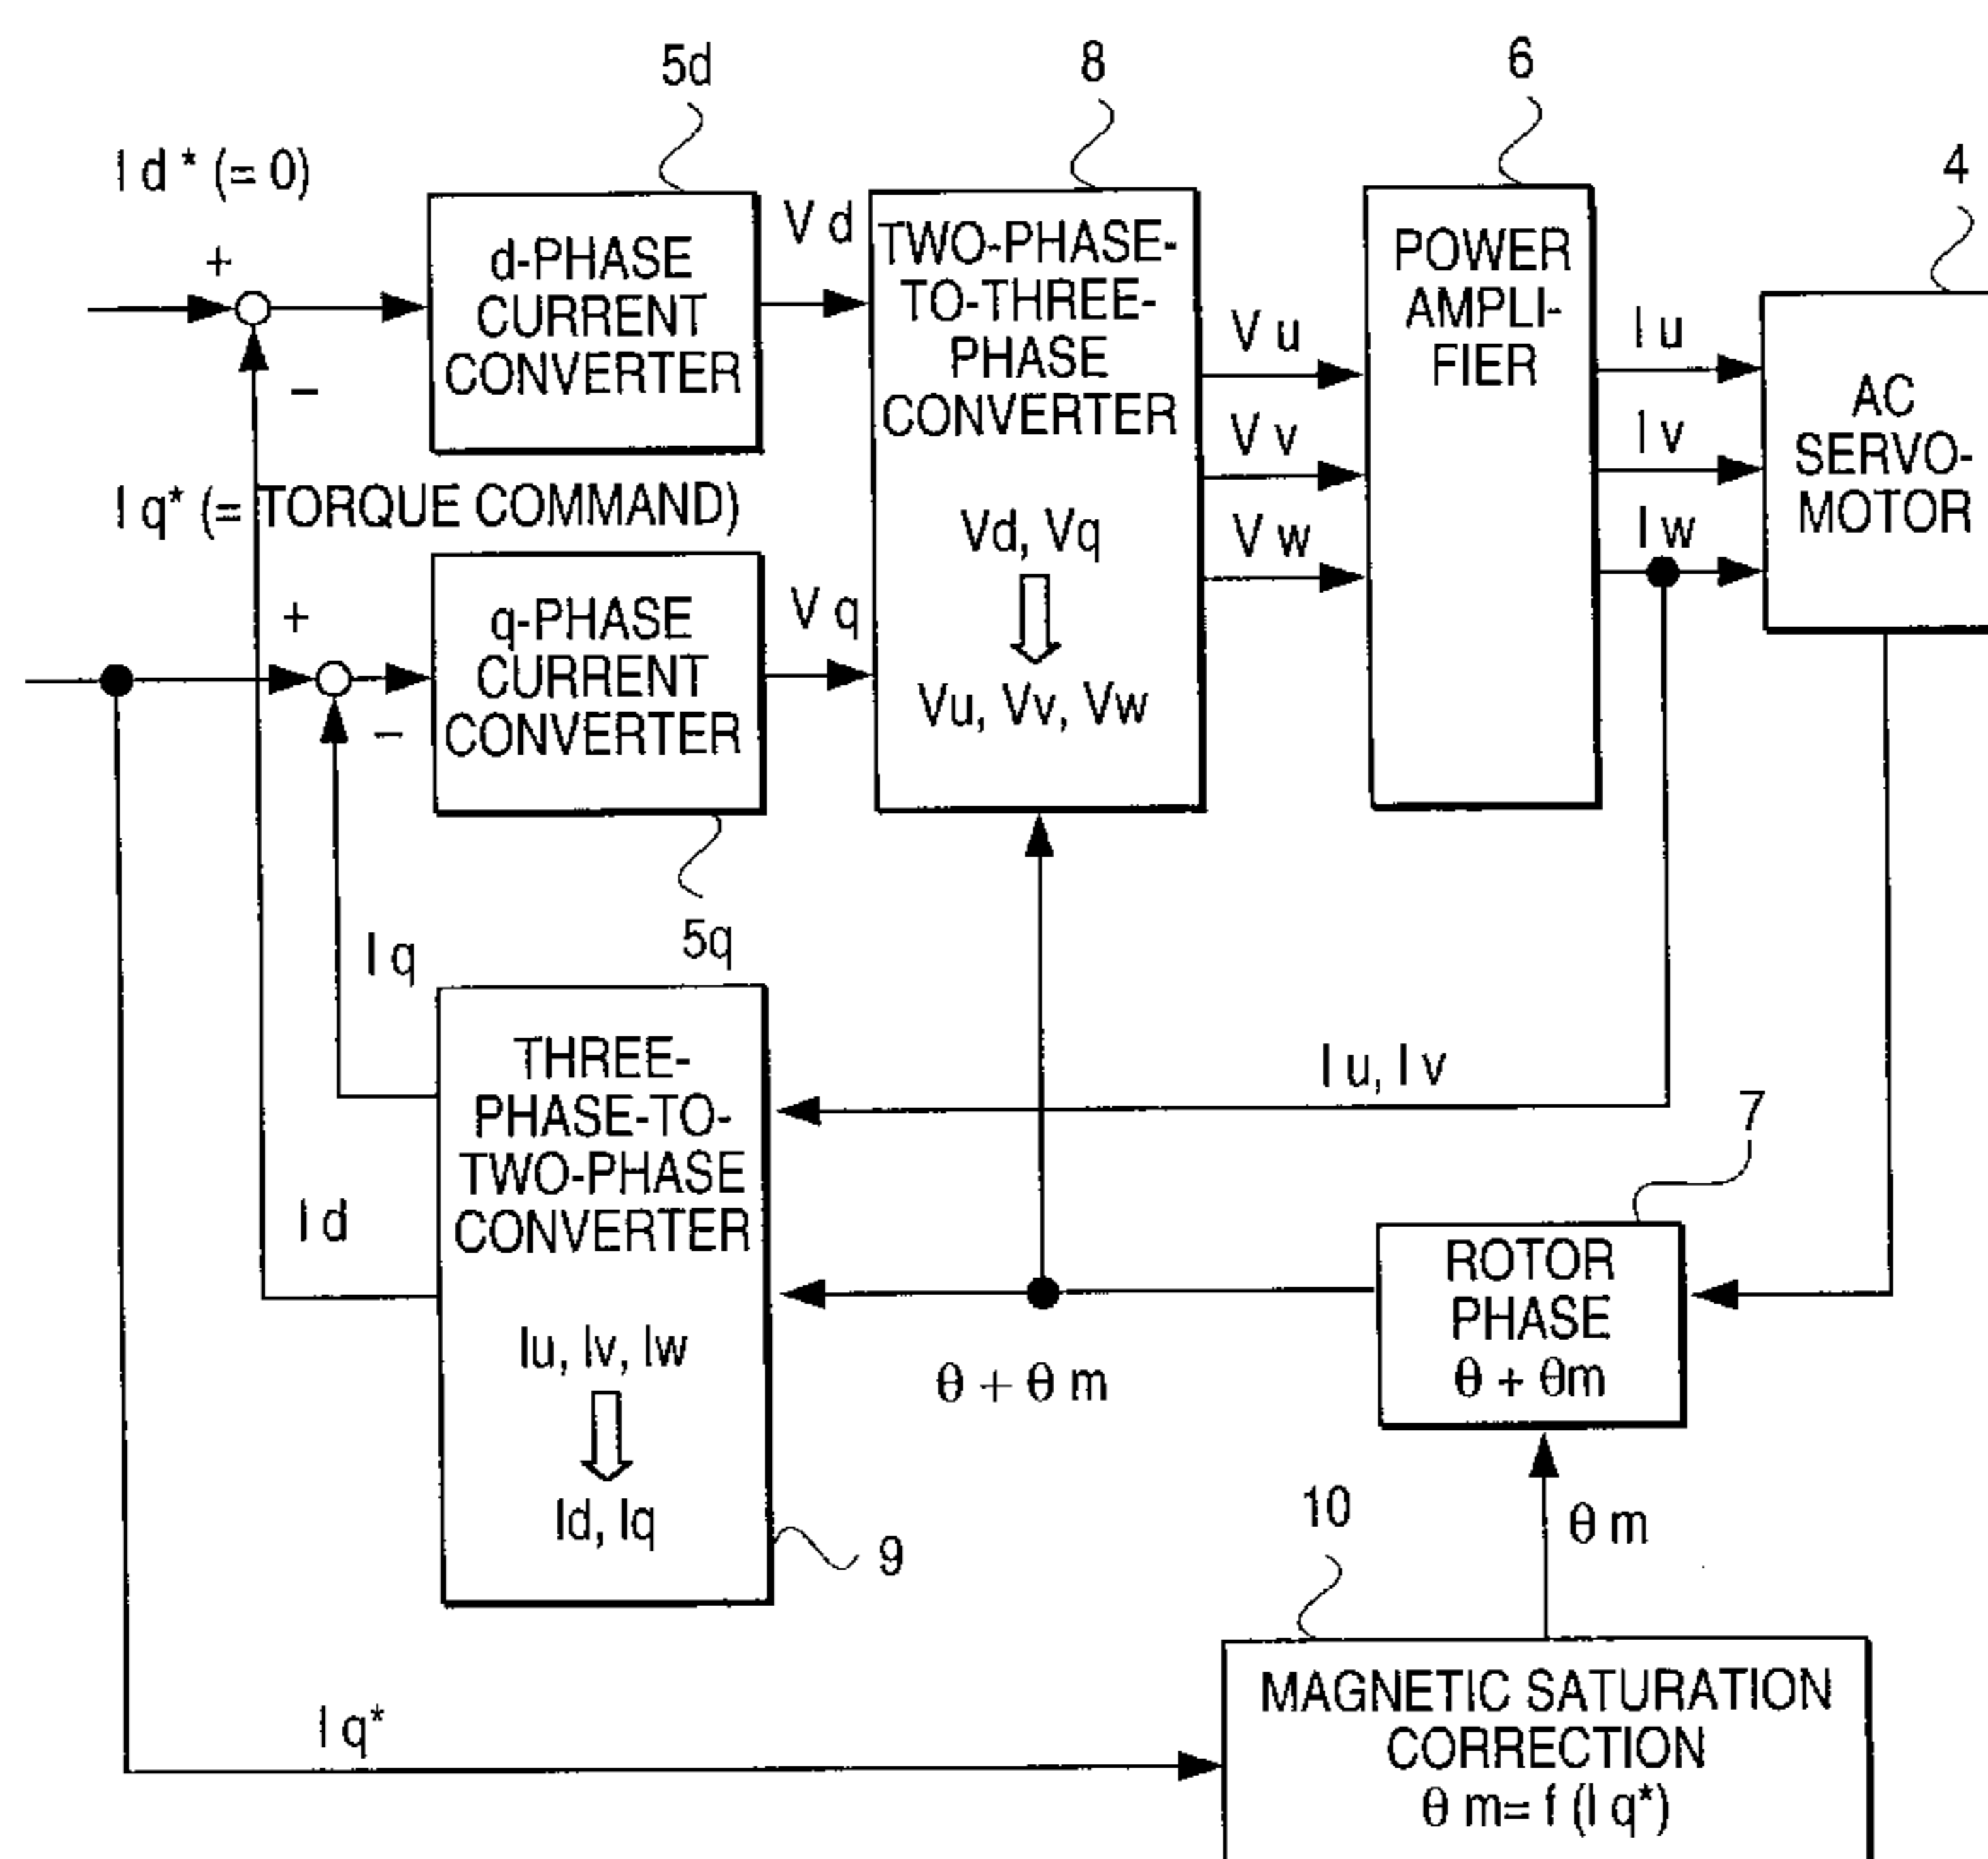 5d
8
6
4
I d * (= 0)
+
−
d-PHASE
CURRENT
CONVERTER
V d
TWO-PHASE-
TO-THREE-
PHASE
CONVERTER
Vd, Vq
Vu, Vv, Vw
V u
V v
V w
POWER
AMPLI-
FIER
I u
I v
I w
AC
SERVO-
MOTOR
I q* (= TORQUE COMMAND)
+
−
q-PHASE
CURRENT
CONVERTER
V q
5q
I q
I d
THREE-
PHASE-TO-
TWO-PHASE
CONVERTER
Iu, Iv, Iw
Id, Iq
9
I u, I v
7
ROTOR
PHASE
θ + θm
θ + θ m
10
θ m
I q*
MAGNETIC SATURATION
CORRECTION
θ m= f (I q*)